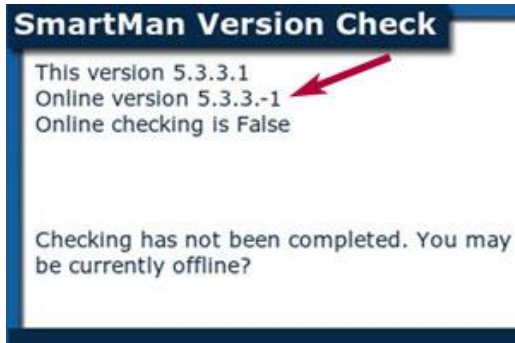 SmartMan Version Check
This version 5.3.3.1
Online version 5.3.3.-1
Online checking is False
Checking has not been completed. You may
be currently offline?